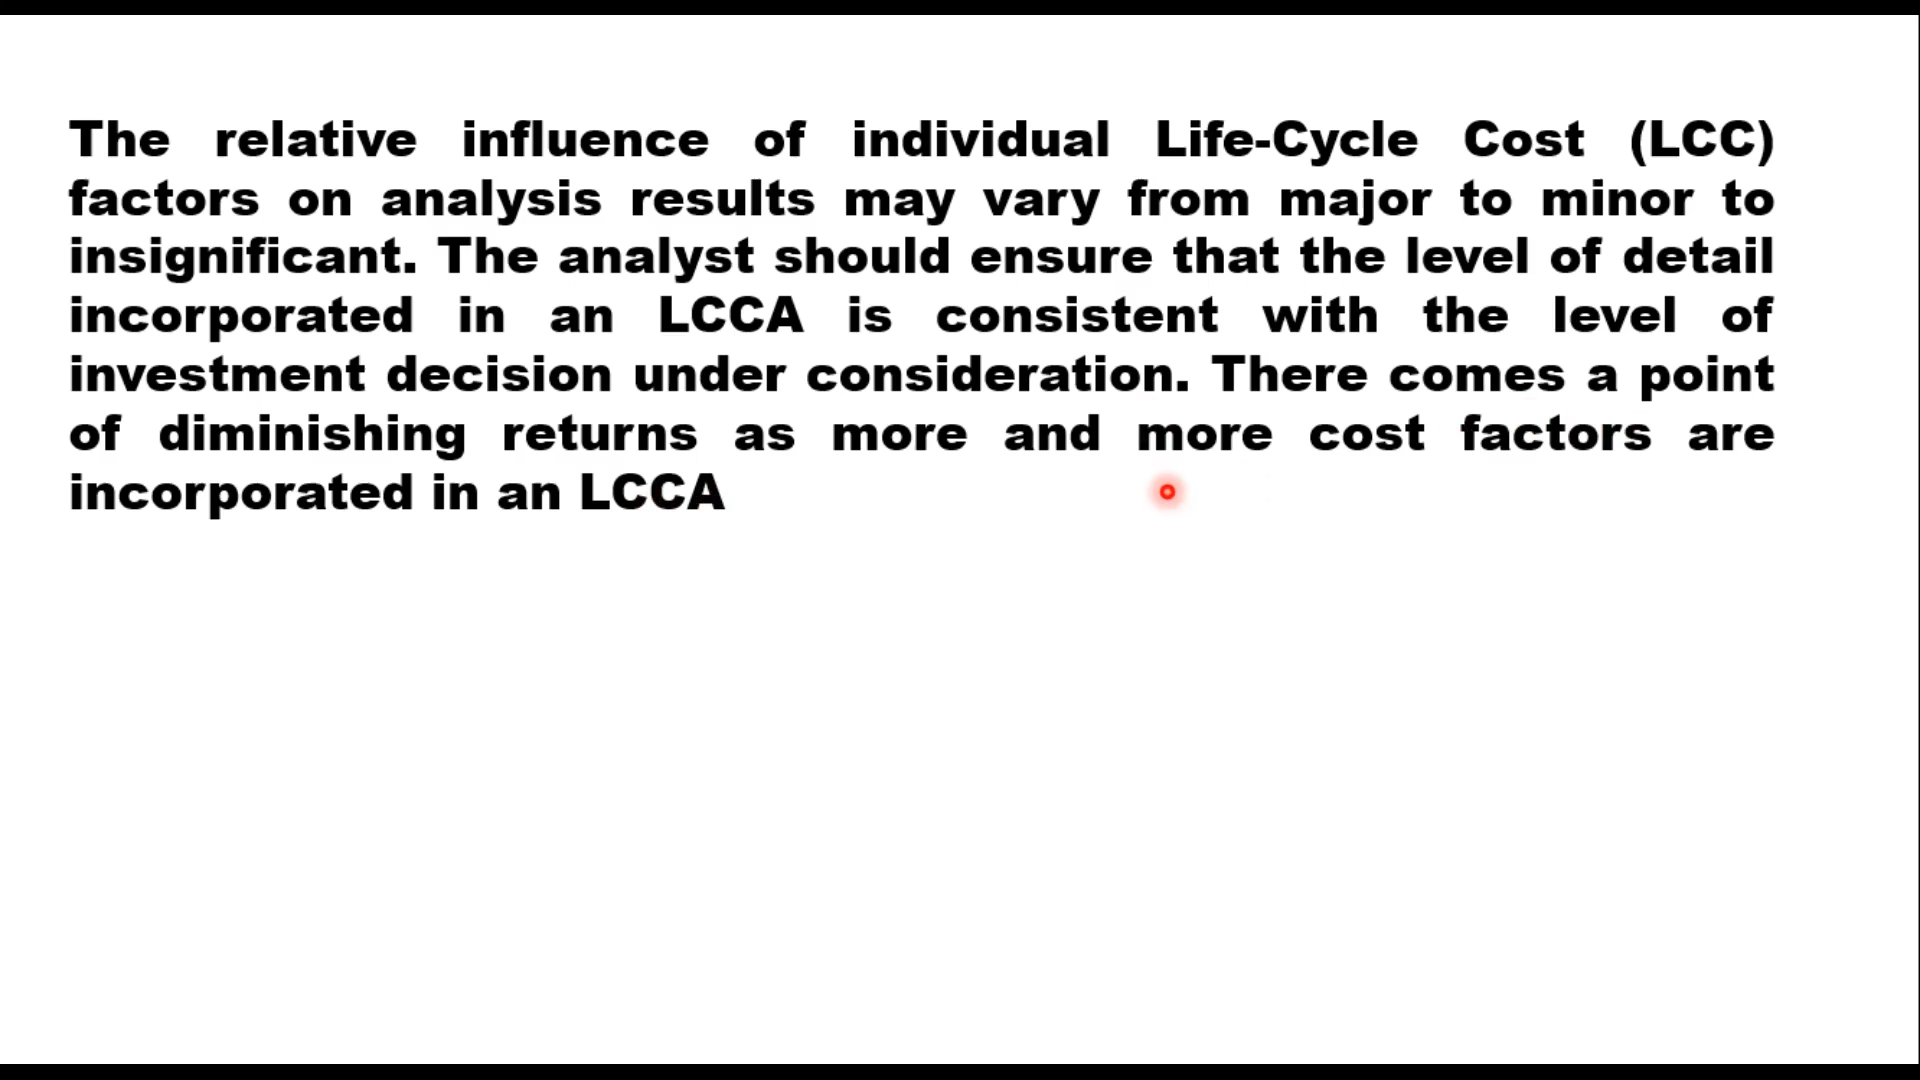 The relative influence of individual Life-Cycle Cost (LCC)
factors on analysis results may vary from major to minor to
insignificant. The analyst should ensure that the level of detail
incorporated in an LCCA is consistent with the level of
investment decision under consideration. There comes a point
of diminishing returns as more and more cost factors are
incorporated in an LCCA